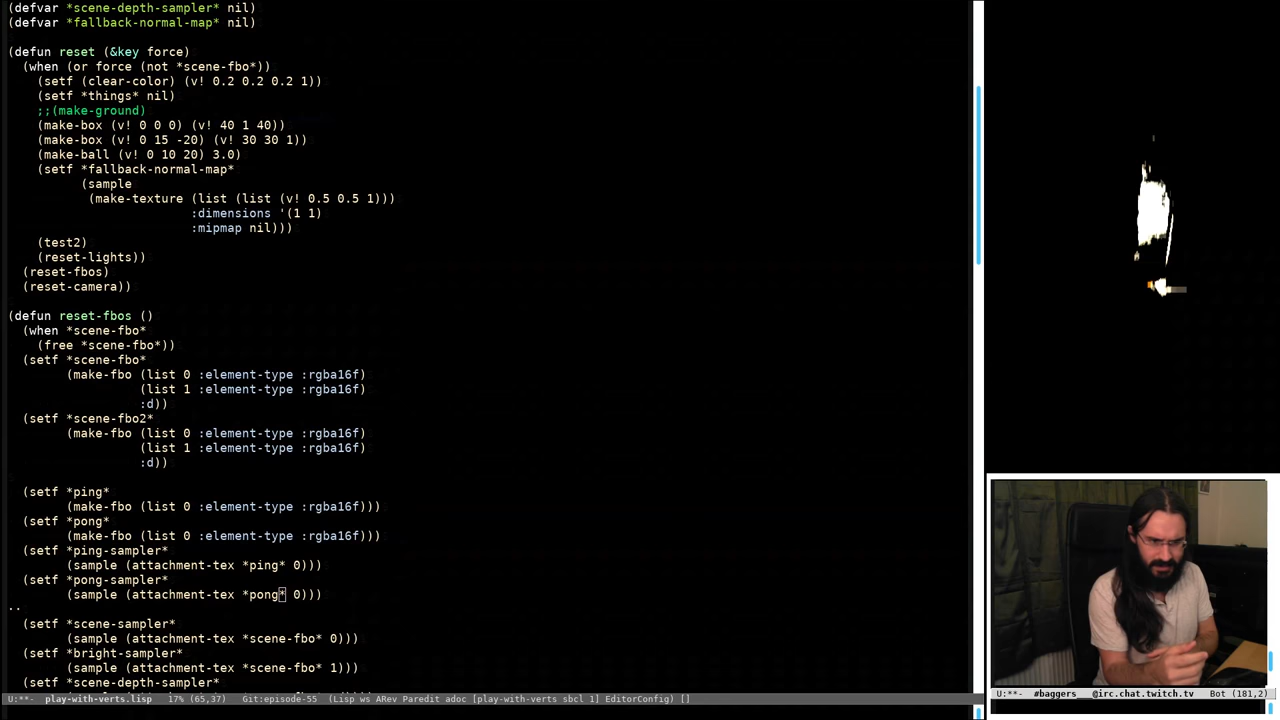 (defvar *scene-depth-sampler* nil)
(defvar *fallback-normal-map* nil)
(defun reset (&key force)
  (when (or force (not *scene-fbo*))
    (setf (clear-color) (v! 0.2 0.2 0.2 1))
    (setf *things* nil)
    ;;(make-ground)
    (make-box (v! 0 0 0) (v! 40 1 40))
    (make-box (v! 0 15 -20) (v! 30 30 1))
    (make-ball (v! 0 10 20) 3.0)
    (setf *fallback-normal-map*
          (sample
           (make-texture (list (list (v! 0.5 0.5 1)))
                         :dimensions '(1 1)
                         :mipmap nil)))
    (test2)
    (reset-lights))
  (reset-fbos)
  (reset-camera))
(defun reset-fbos ()
  (when *scene-fbo*
    (free *scene-fbo*))
  (setf *scene-fbo*
        (make-fbo (list 0 :element-type :rgba16f)
                  (list 1 :element-type :rgba16f)
                  :d))
  (setf *scene-fbo2*
        (make-fbo (list 0 :element-type :rgba16f)
                  (list 1 :element-type :rgba16f)
                  :d))
  (setf *ping*
        (make-fbo (list 0 :element-type :rgba16f)))
  (setf *pong*
        (make-fbo (list 0 :element-type :rgba16f)))
  (setf *ping-sampler*
        (sample (attachment-tex *ping* 0)))
  (setf *pong-sampler*
        (sample (attachment-tex *pong* 0)))
..
  (setf *scene-sampler*
        (sample (attachment-tex *scene-fbo* 0)))
  (setf *bright-sampler*
        (sample (attachment-tex *scene-fbo* 1)))
  (setf *scene-depth-sampler*
U:**-  play-with-verts.lisp   17% (65,37)   Git:episode-55  (Lisp ws ARev Paredit adoc [play-with-verts sbcl 1] EditorConfig) []
U:**-  #baggers   @irc.chat.twitch.tv   Bot (181,2)